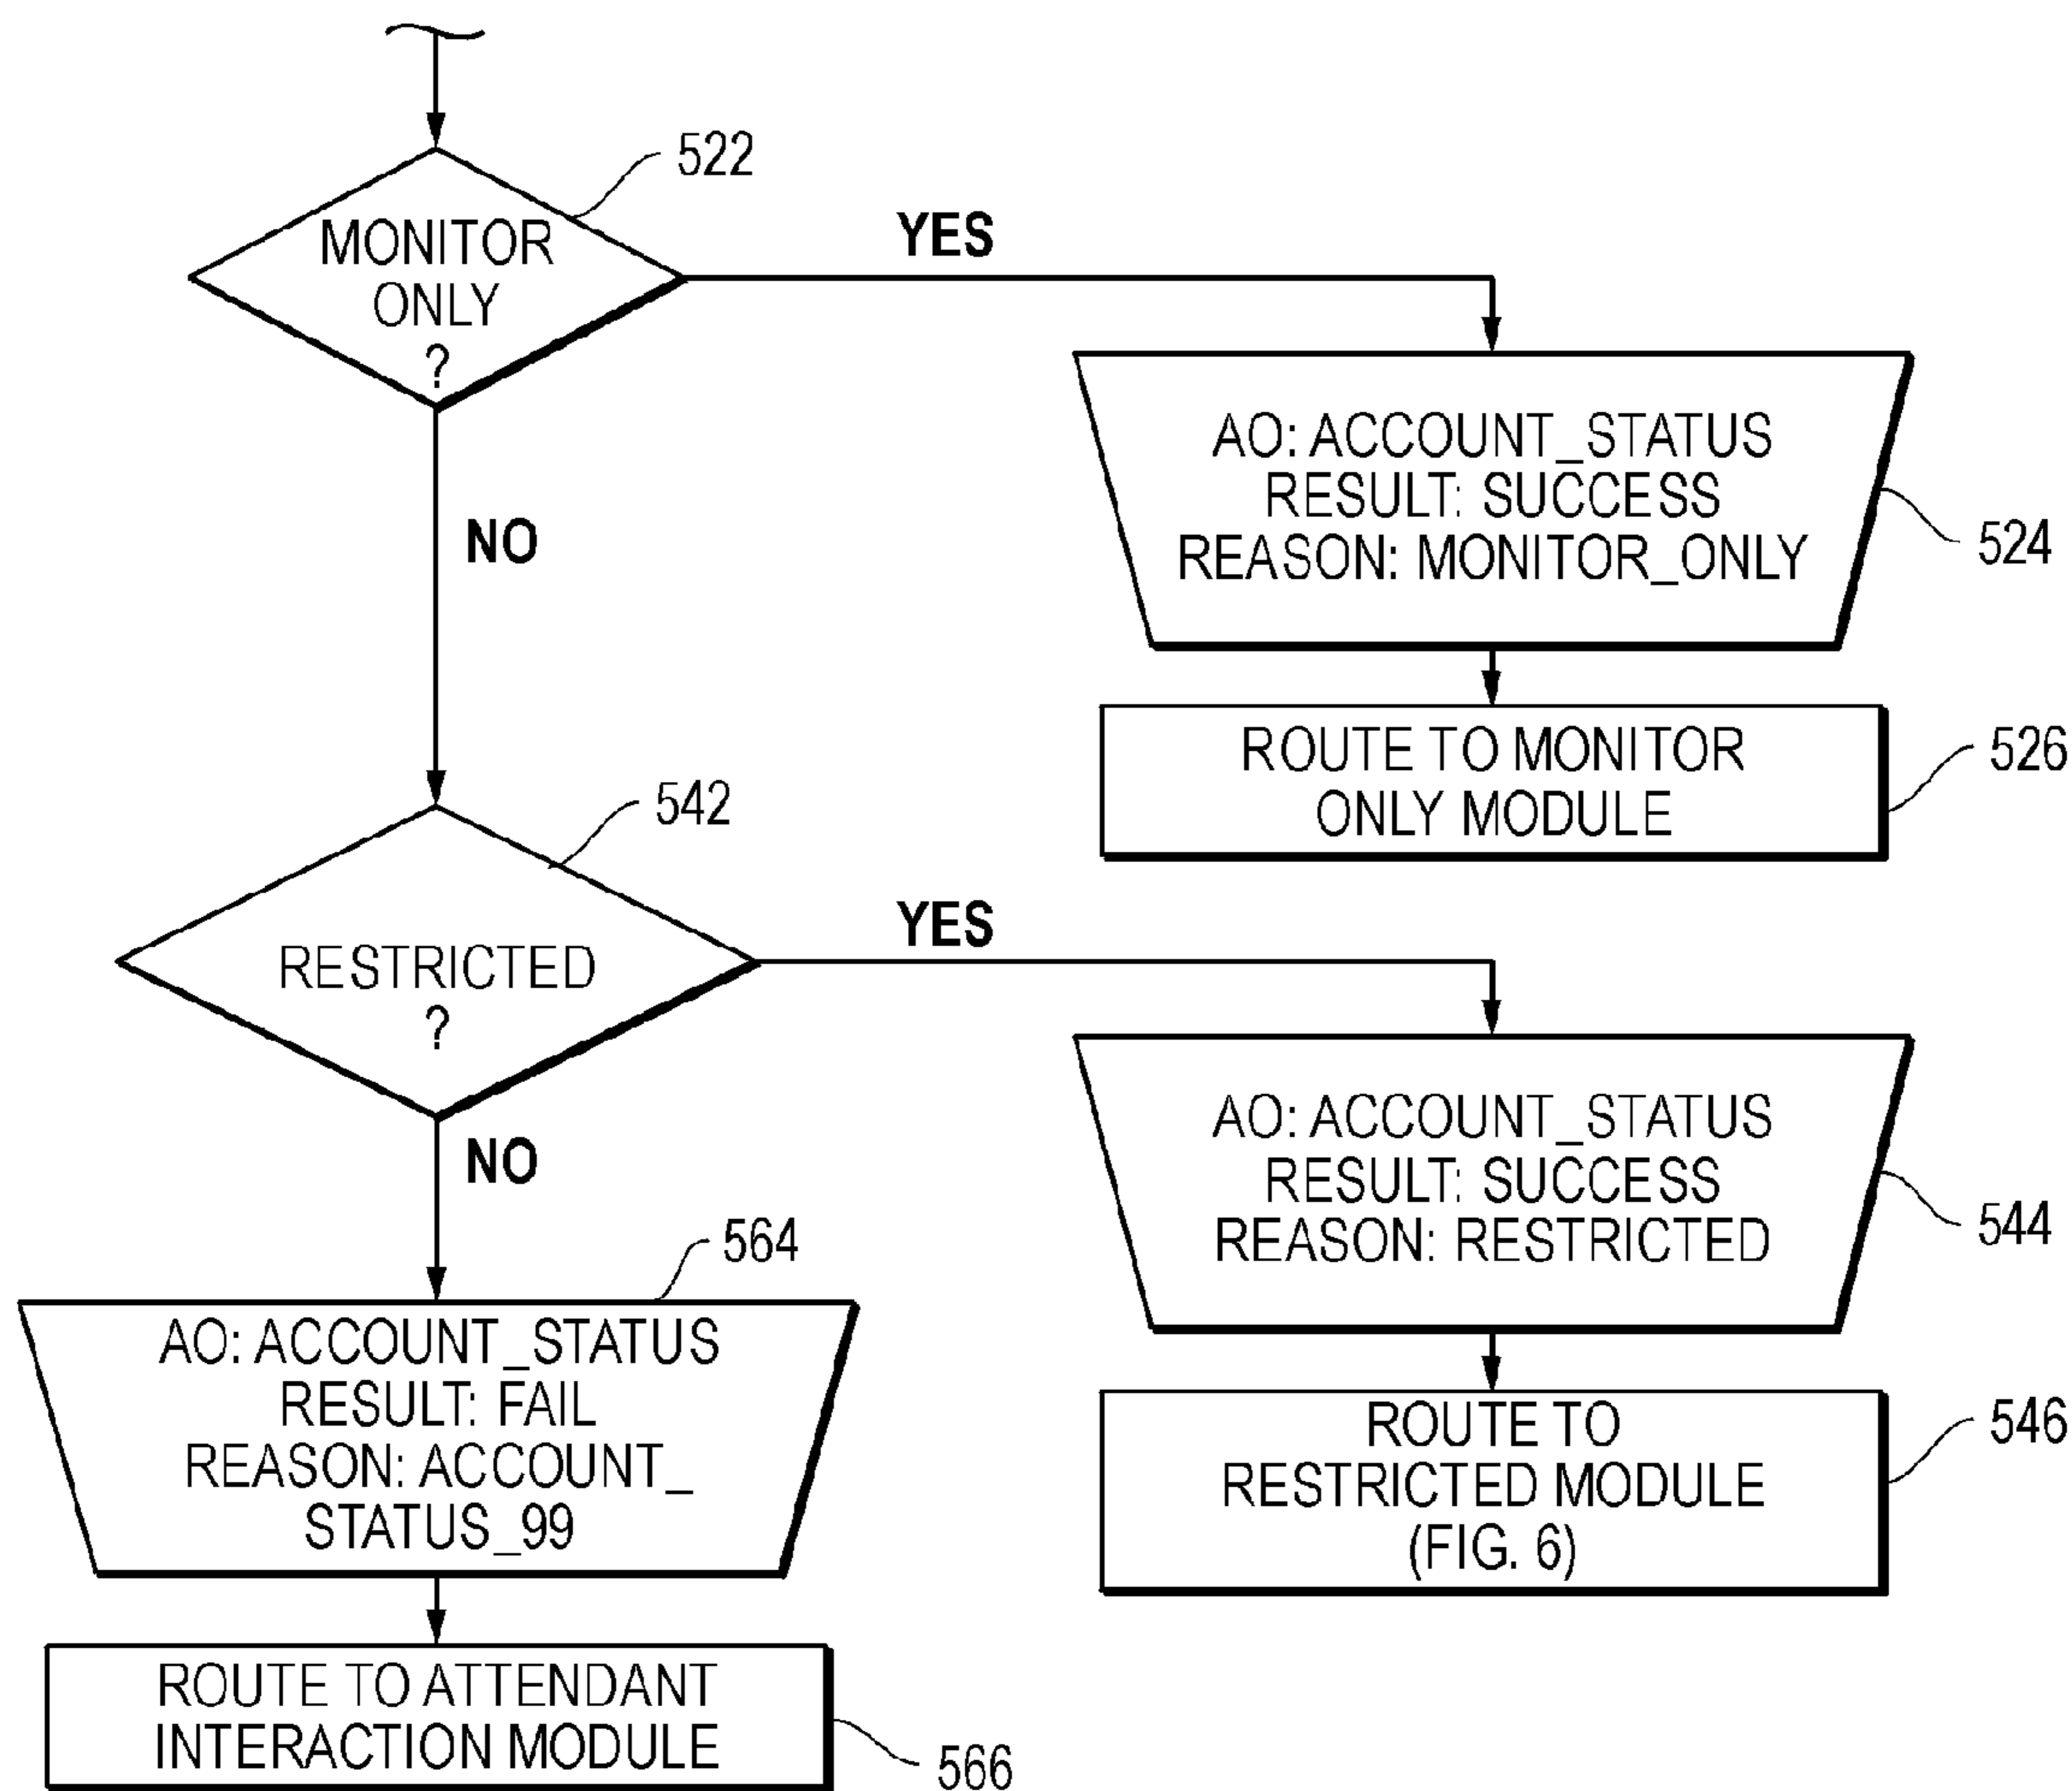 522
MONITOR
ONLY
?
YES
NO
AO: ACCOUNT_STATUS
RESULT: SUCCESS
REASON: MONITOR_ONLY
524
ROUTE TO MONITOR
ONLY MODULE
526
542
RESTRICTED
?
YES
NO
AO: ACCOUNT_STATUS
RESULT: SUCCESS
REASON: RESTRICTED
544
ROUTE TO
RESTRICTED MODULE
(FIG. 6)
546
564
AO: ACCOUNT_STATUS
RESULT: FAIL
REASON: ACCOUNT_
STATUS_99
ROUTE TO ATTENDANT
INTERACTION MODULE
566